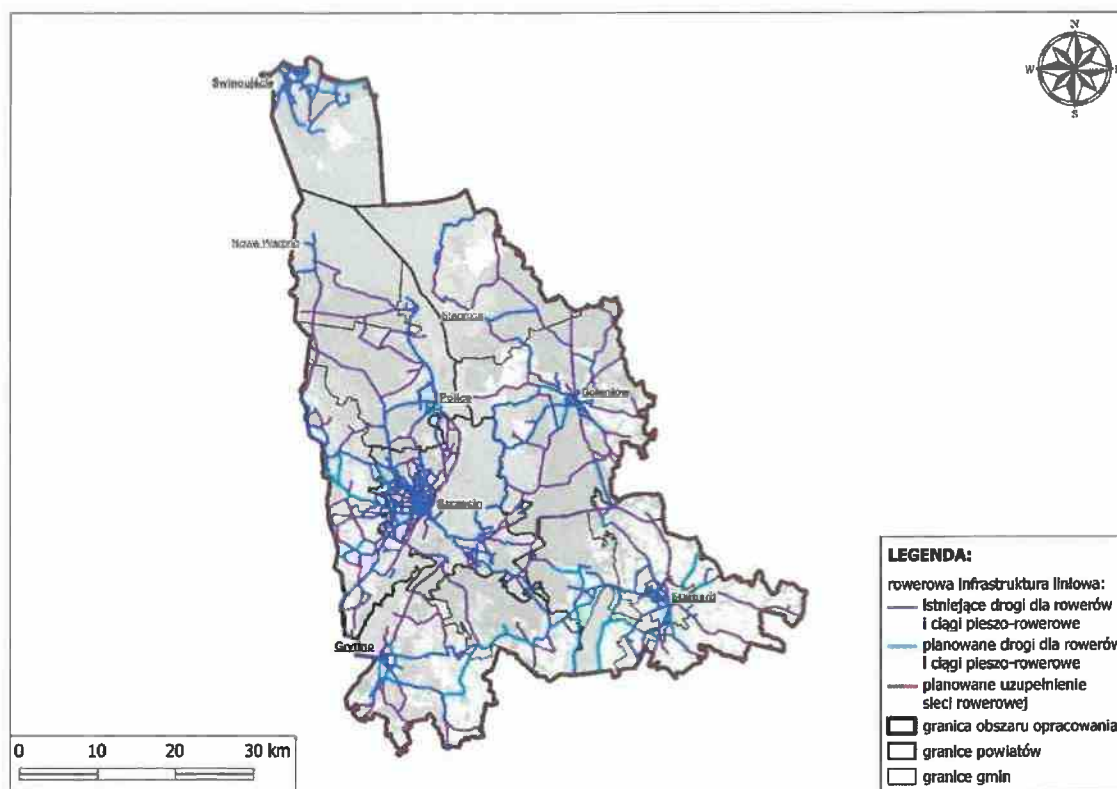 N
W
S
Świnoujście
Nowe Warpno
Stepnica
Goleniów
Police
Szczecin
Stargard
Gryfino
0 10 20 30 km
LEGENDA:
rowerowa infrastruktura liniowa:
istniejące drogi dla rowerów
i ciągi pieszo-rowerowe
planowane drogi dla rowerów
i ciągi pieszo-rowerowe
planowane uzupełnienie
sieci rowerowej
granica obszaru opracowania
granice powiatów
granice gmin